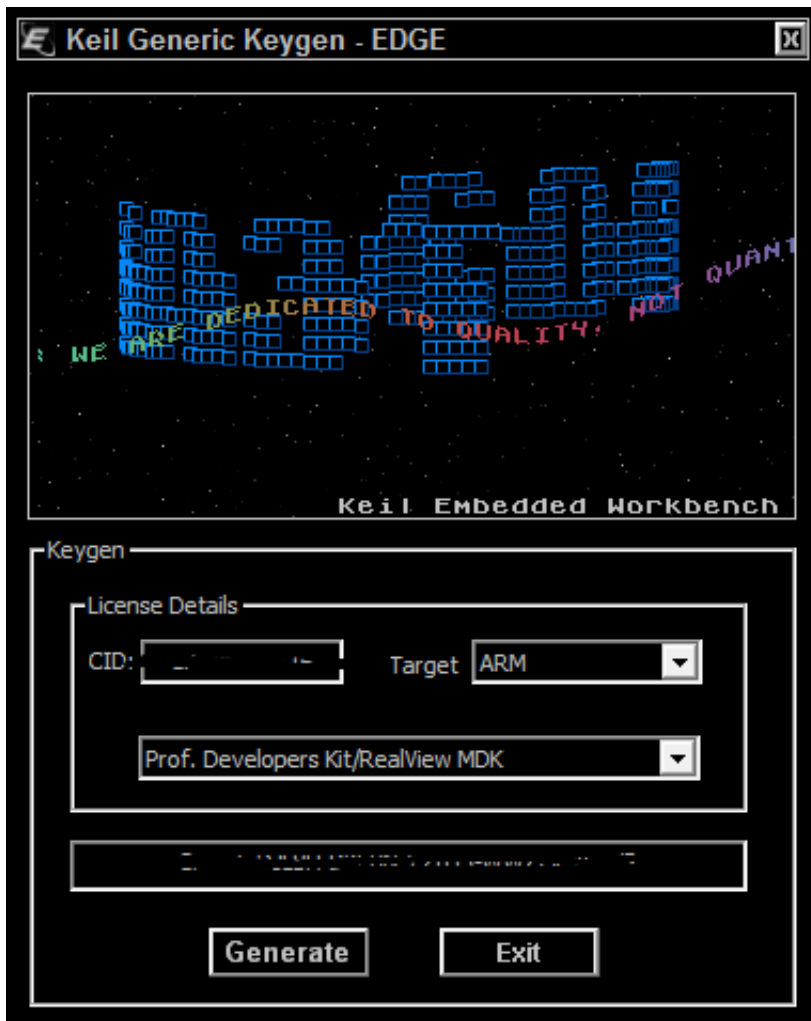 Keil Generic Keygen - EDGE
WE ARE DEDICATED TO QUALITY, NOT QUANT
Keil Embedded Workbench
Keygen
License Details
CID:
Target ARM
Prof. Developers Kit/RealView MDK
Generate Exit